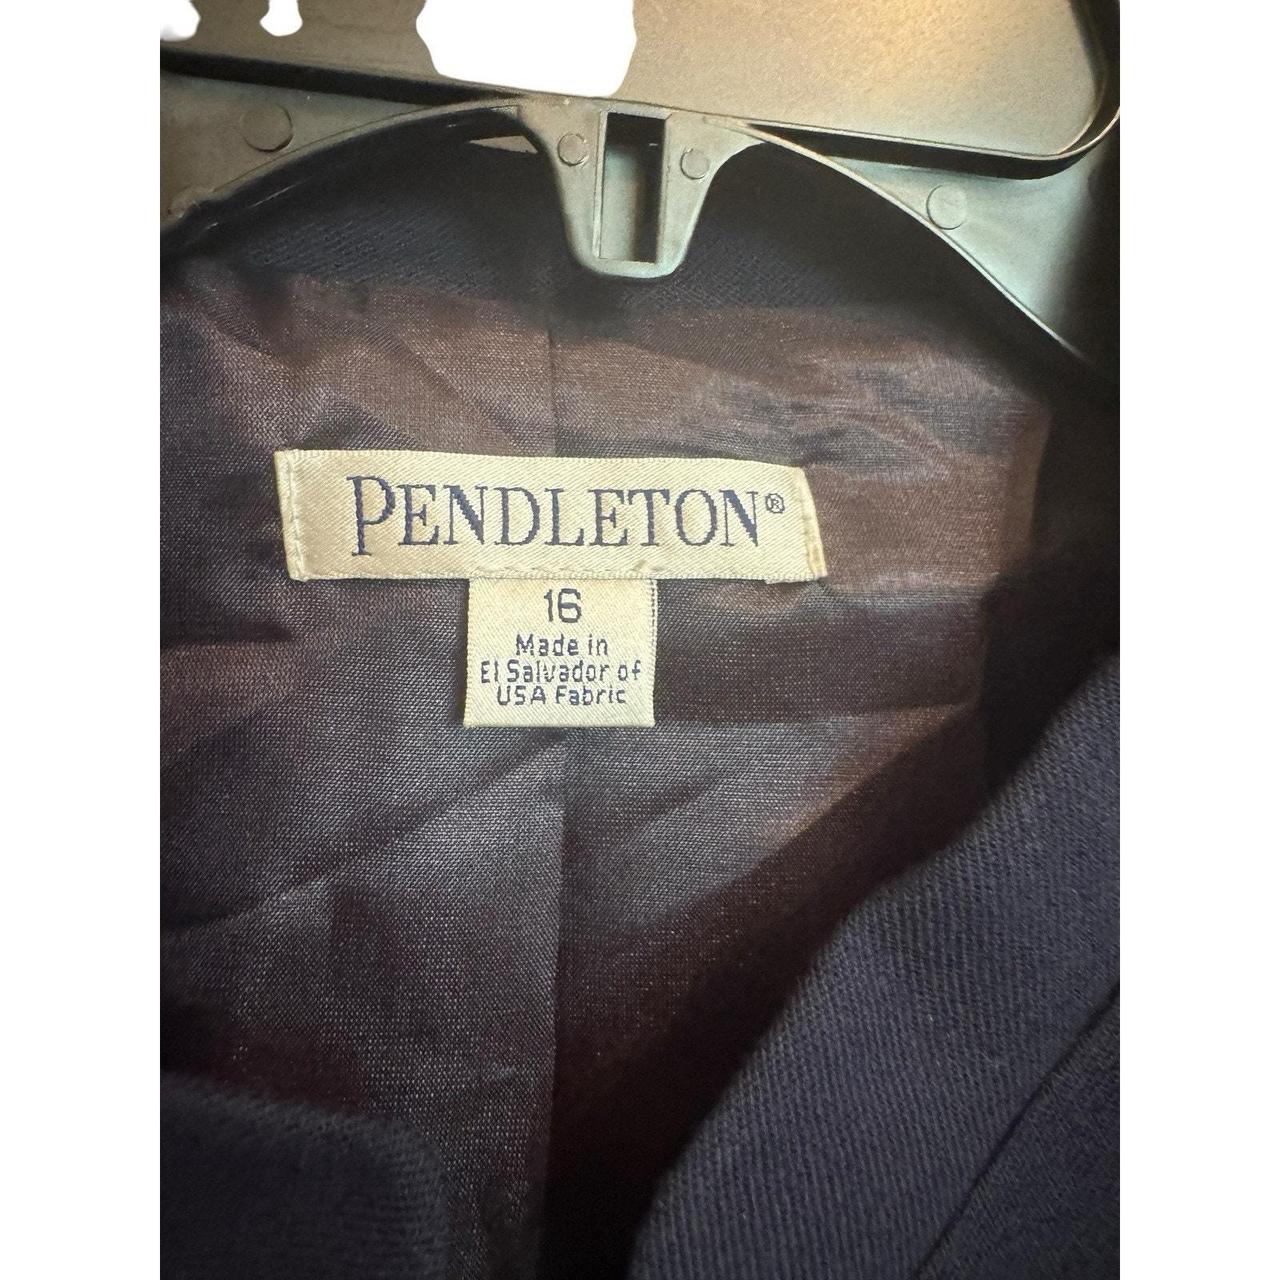 PENDLETON®
16
Made in
El Salvador of
USA Fabric